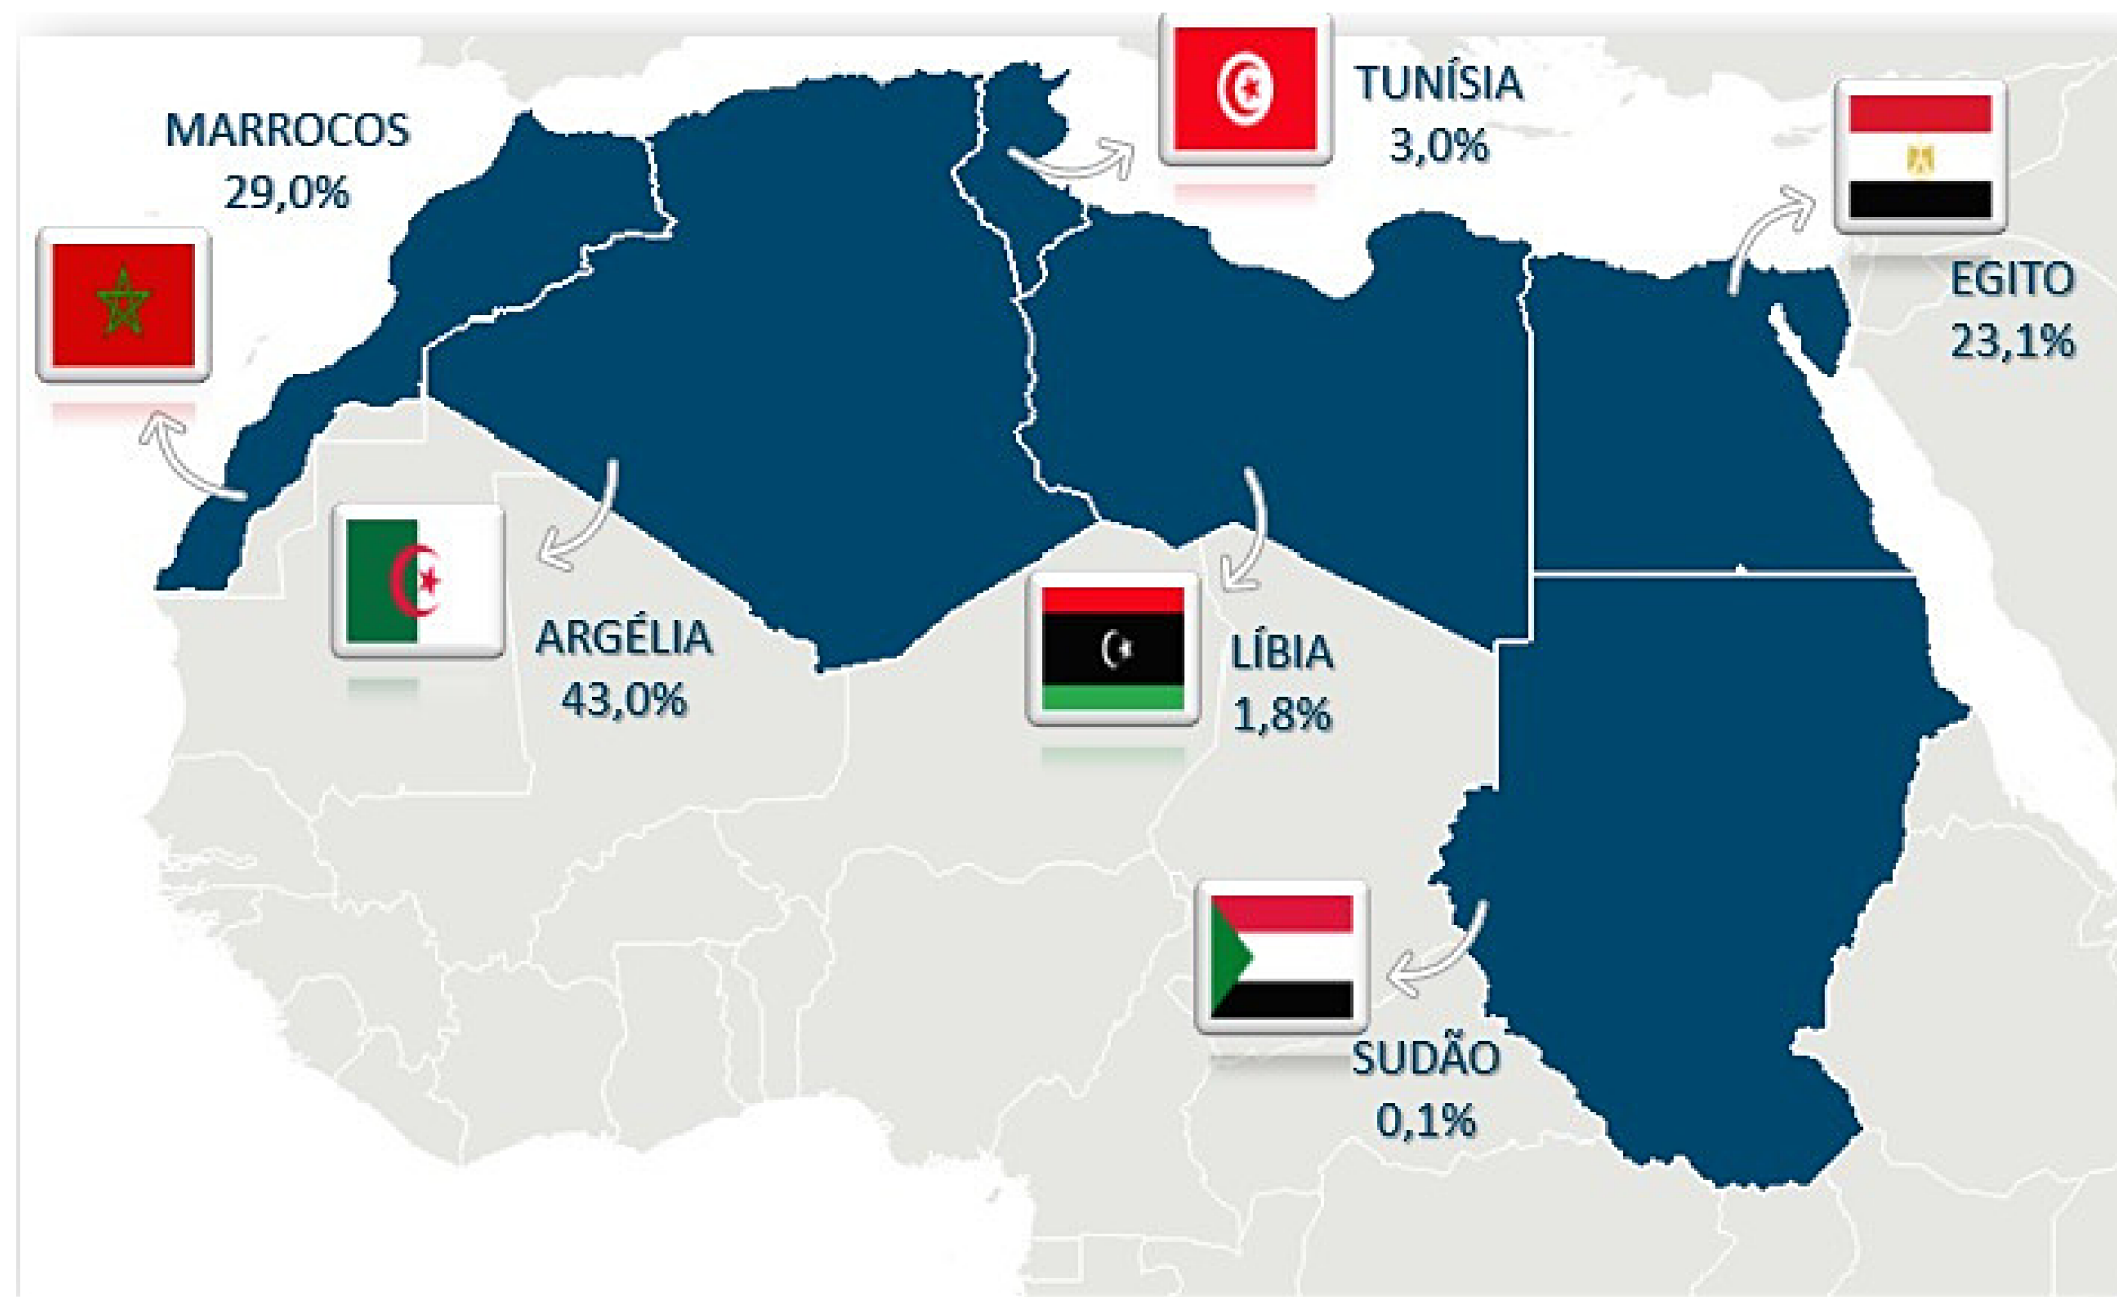 MARROCOS
29,0%
TUNÍSIA
3,0%
EGITO
23,1%
ARGÉLIA
43,0%
LÍBIA
1,8%
SUDÃO
0,1%